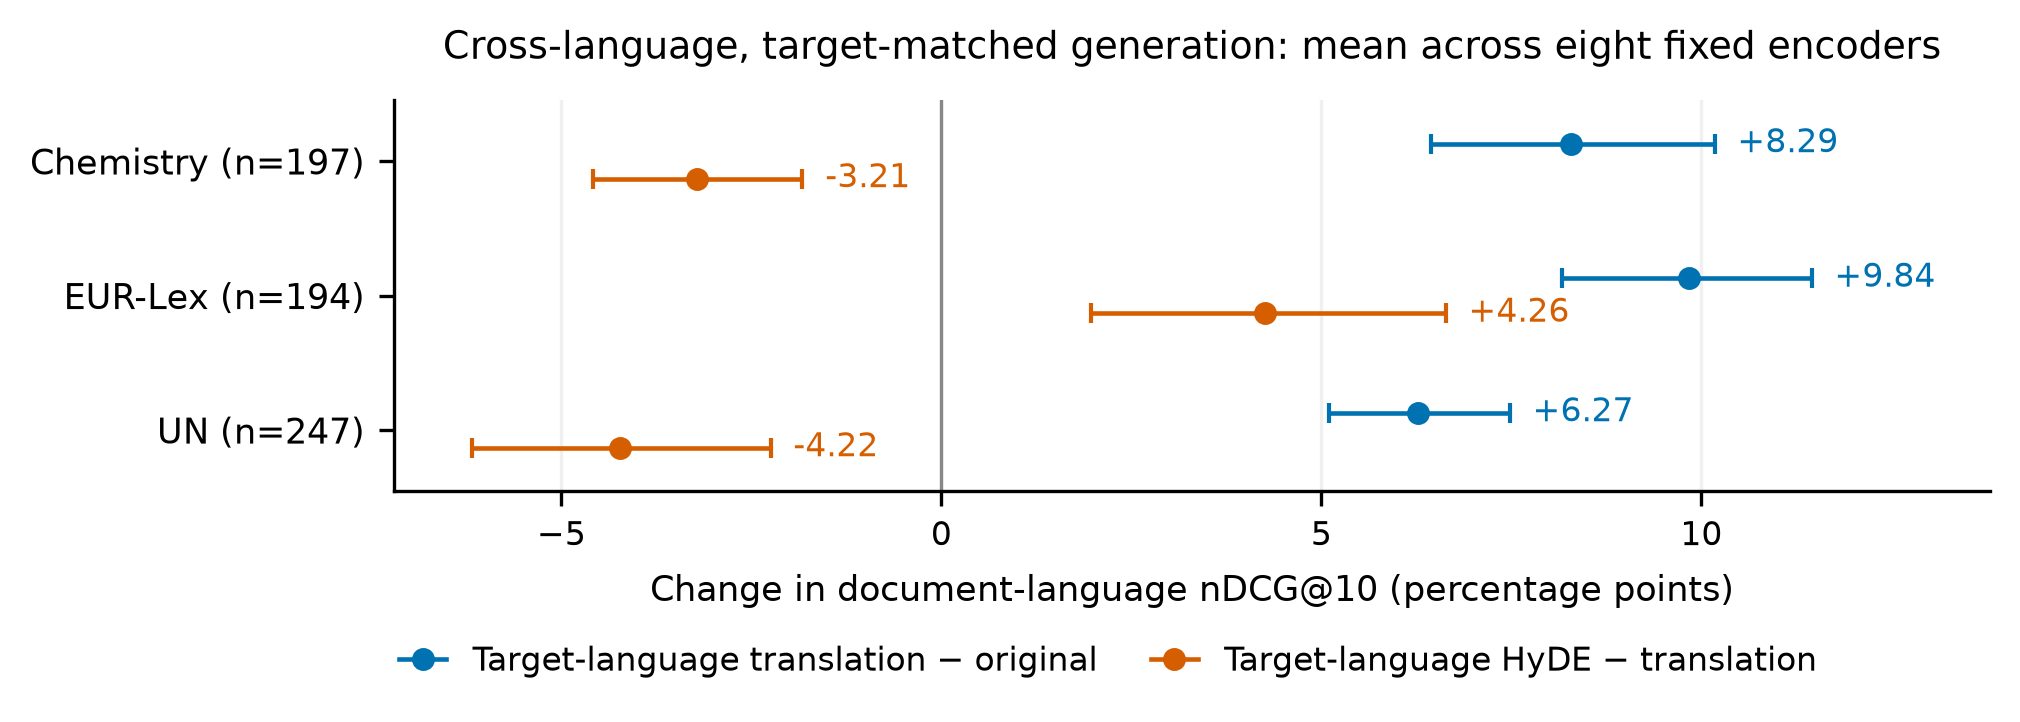 Cross-language, target-matched generation: mean across eight fixed encoders
Chemistry (n=197)
+8.29
-3.21
EUR-Lex (n=194)
+9.84
+4.26
UN (n=247)
+6.27
-4.22
−5 0 5 10
Change in document-language nDCG@10 (percentage points)
Target-language translation − original Target-language HyDE − translation